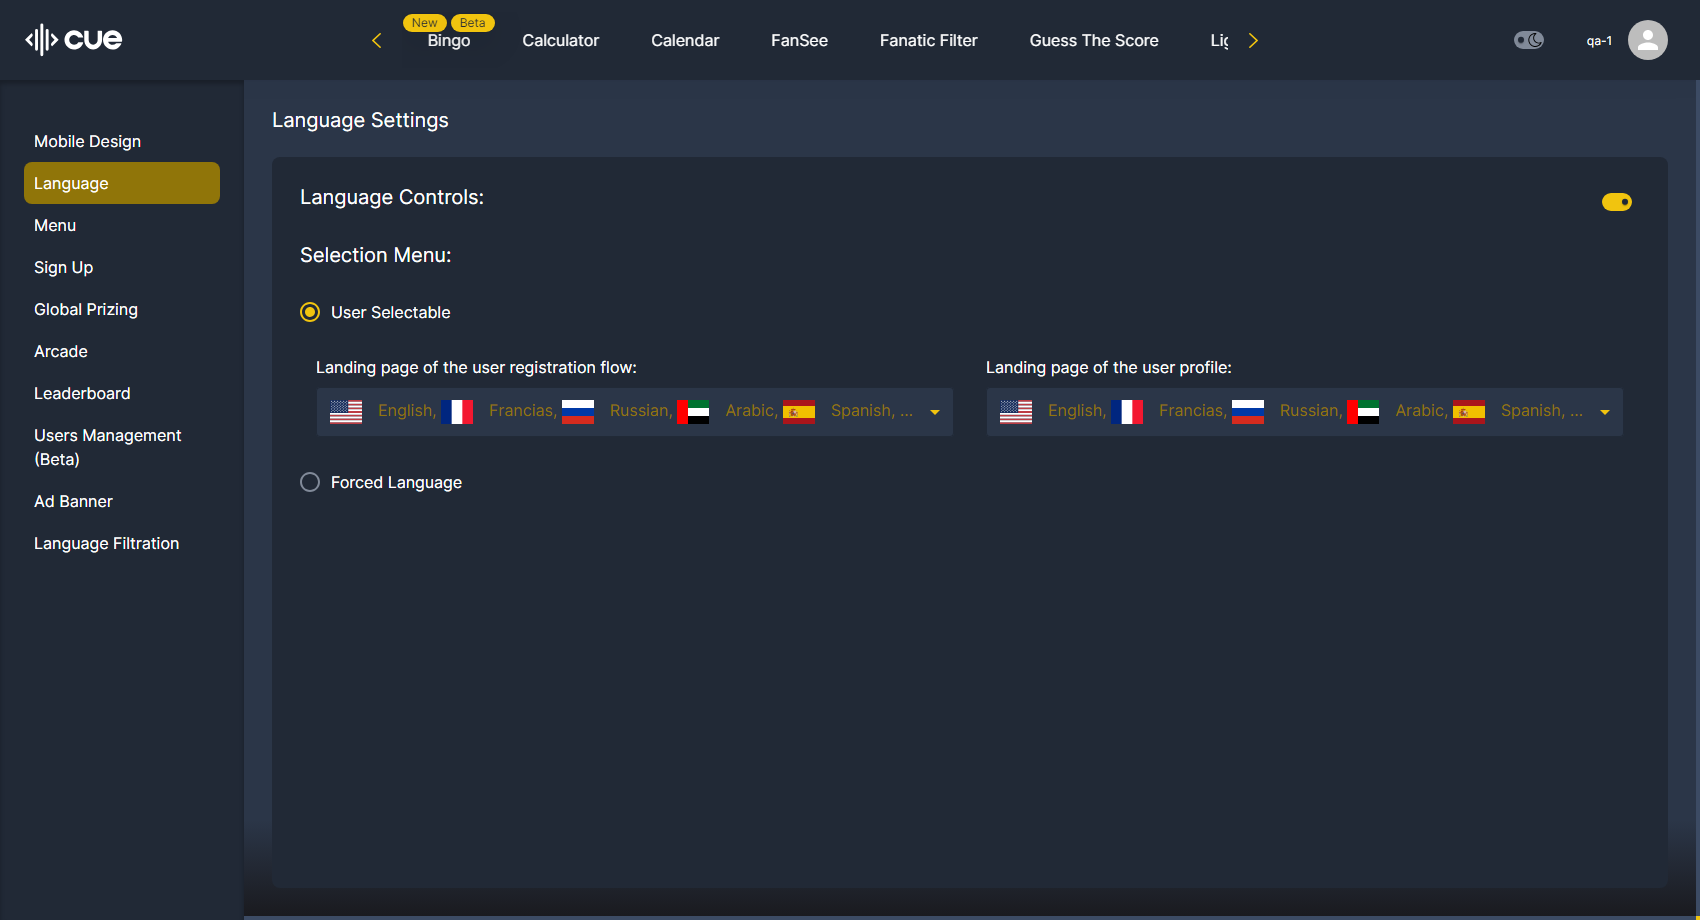 cue
New Beta
Bingo Calculator Calendar FanSee Fanatic Filter Guess The Score
qa-1
Mobile Design
Language
Menu
Sign Up
Global Prizing
Arcade
Leaderboard
Users Management
(Beta)
Ad Banner
Language Filtration
Language Settings
Language Controls:
Selection Menu:
User Selectable
Landing page of the user registration flow:
English, Francias, Russian, Arabic, Spanish, ...
Landing page of the user profile:
English, Francias, Russian, Arabic, Spanish, ...
Forced Language